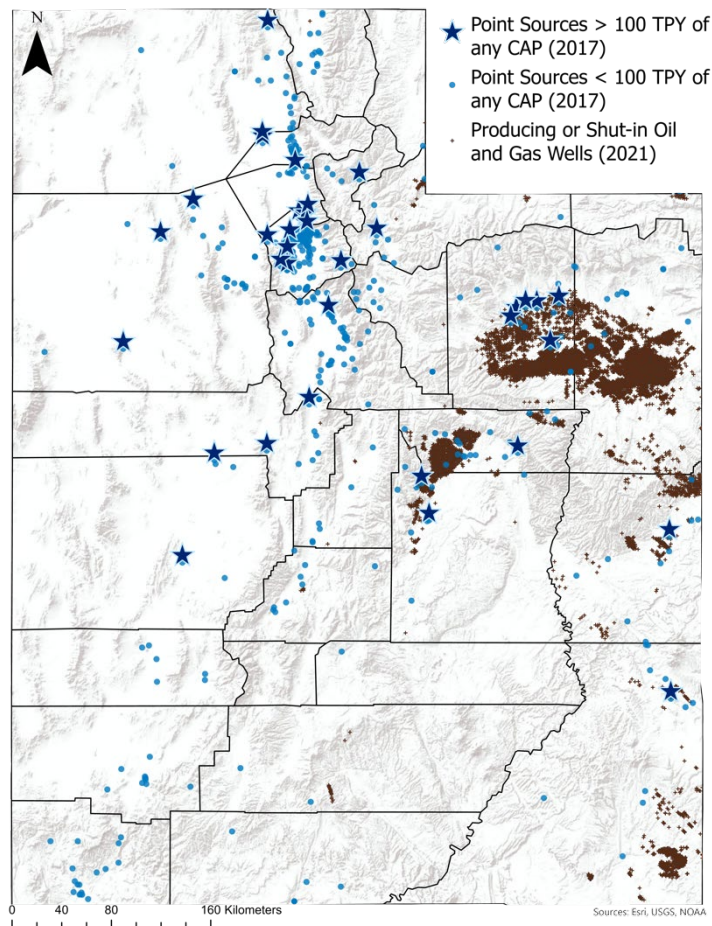 N
Point Sources > 100 TPY of
any CAP (2017)
Point Sources < 100 TPY of
any CAP (2017)
Producing or Shut-in Oil
and Gas Wells (2021)
0 40 80 160 Kilometers
Sources: Esri, USGS, NOAA